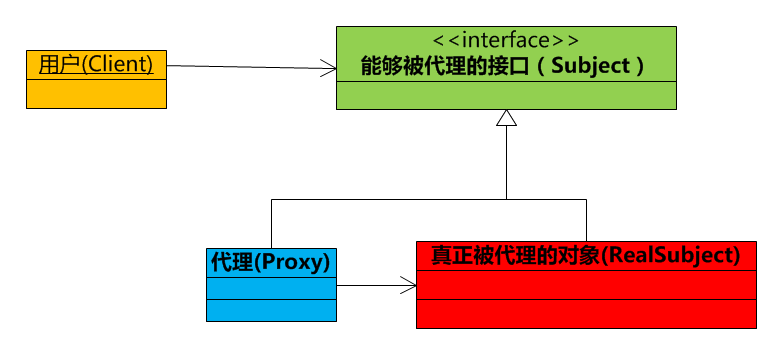 <<interface>>
用户(Client)
能够被代理的接口（Subject）
代理(Proxy)
真正被代理的对象(RealSubject)